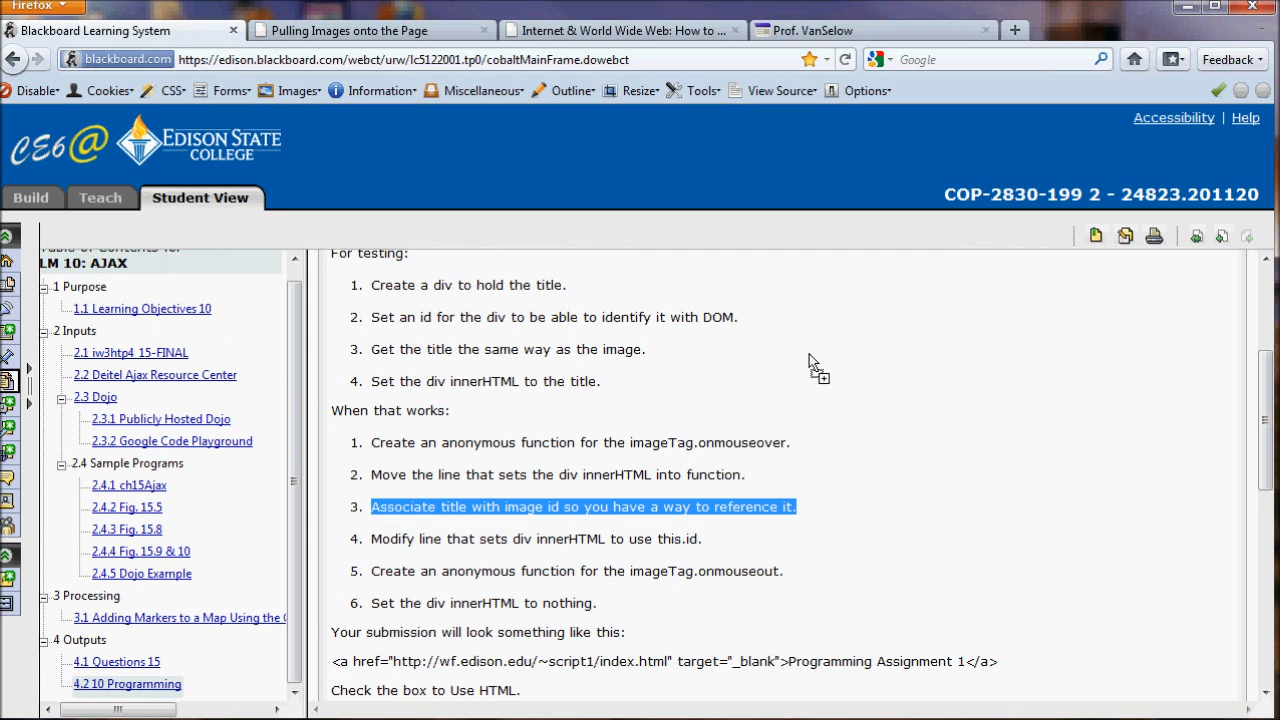 Firefox
Blackboard Learning System
Pulling Images onto the Page
Internet & World Wide Web: How to ...
Prof. VanSelow
blackboard.com
https://edison.blackboard.com/webct/urw/lc5122001.tp0/cobaltMainFrame.dowebct
Google
Feedback
Disable
Cookies
CSS
Forms
Images
Information
Miscellaneous
Outline
Resize
Tools
View Source
Options
Accessibility | Help
CE6@ EDISON STATE
COLLEGE
Build
Teach
Student View
COP-2830-199 2 - 24823.201120
Table of Contents for:
LM 10: AJAX
1 Purpose
1.1 Learning Objectives 10
2 Inputs
2.1 iw3htp4_15-FINAL
2.2 Deitel Ajax Resource Center
2.3 Dojo
2.3.1 Publicly Hosted Dojo
2.3.2 Google Code Playground
2.4 Sample Programs
2.4.1 ch15Ajax
2.4.2 Fig. 15.5
2.4.3 Fig. 15.8
2.4.4 Fig. 15.9 & 10
2.4.5 Dojo Example
3 Processing
3.1 Adding Markers to a Map Using the
4 Outputs
4.1 Questions 15
4.2 10 Programming
For testing:
1. Create a div to hold the title.
2. Set an id for the div to be able to identify it with DOM.
3. Get the title the same way as the image.
4. Set the div innerHTML to the title.
When that works:
1. Create an anonymous function for the imageTag.onmouseover.
2. Move the line that sets the div innerHTML into function.
3. Associate title with image id so you have a way to reference it.
4. Modify line that sets div innerHTML to use this.id.
5. Create an anonymous function for the imageTag.onmouseout.
6. Set the div innerHTML to nothing.
Your submission will look something like this:
<a href="http://wf.edison.edu/~script1/index.html" target="_blank">Programming Assignment 1</a>
Check the box to Use HTML.